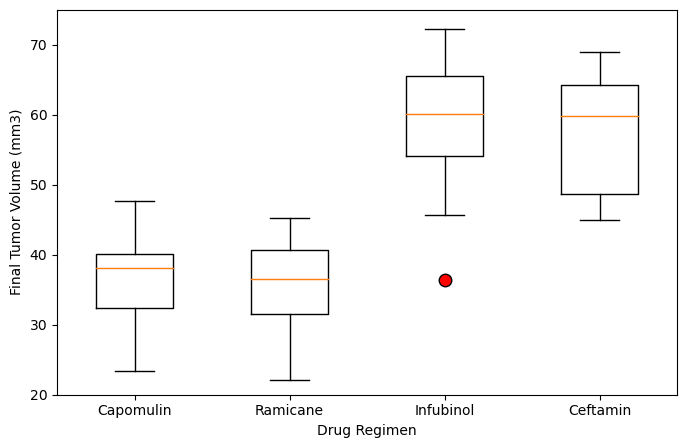 Final Tumor Volume (mm3)
70
60
50
40
30
20
Capomulin
Ramicane
Infubinol
Ceftamin
Drug Regimen